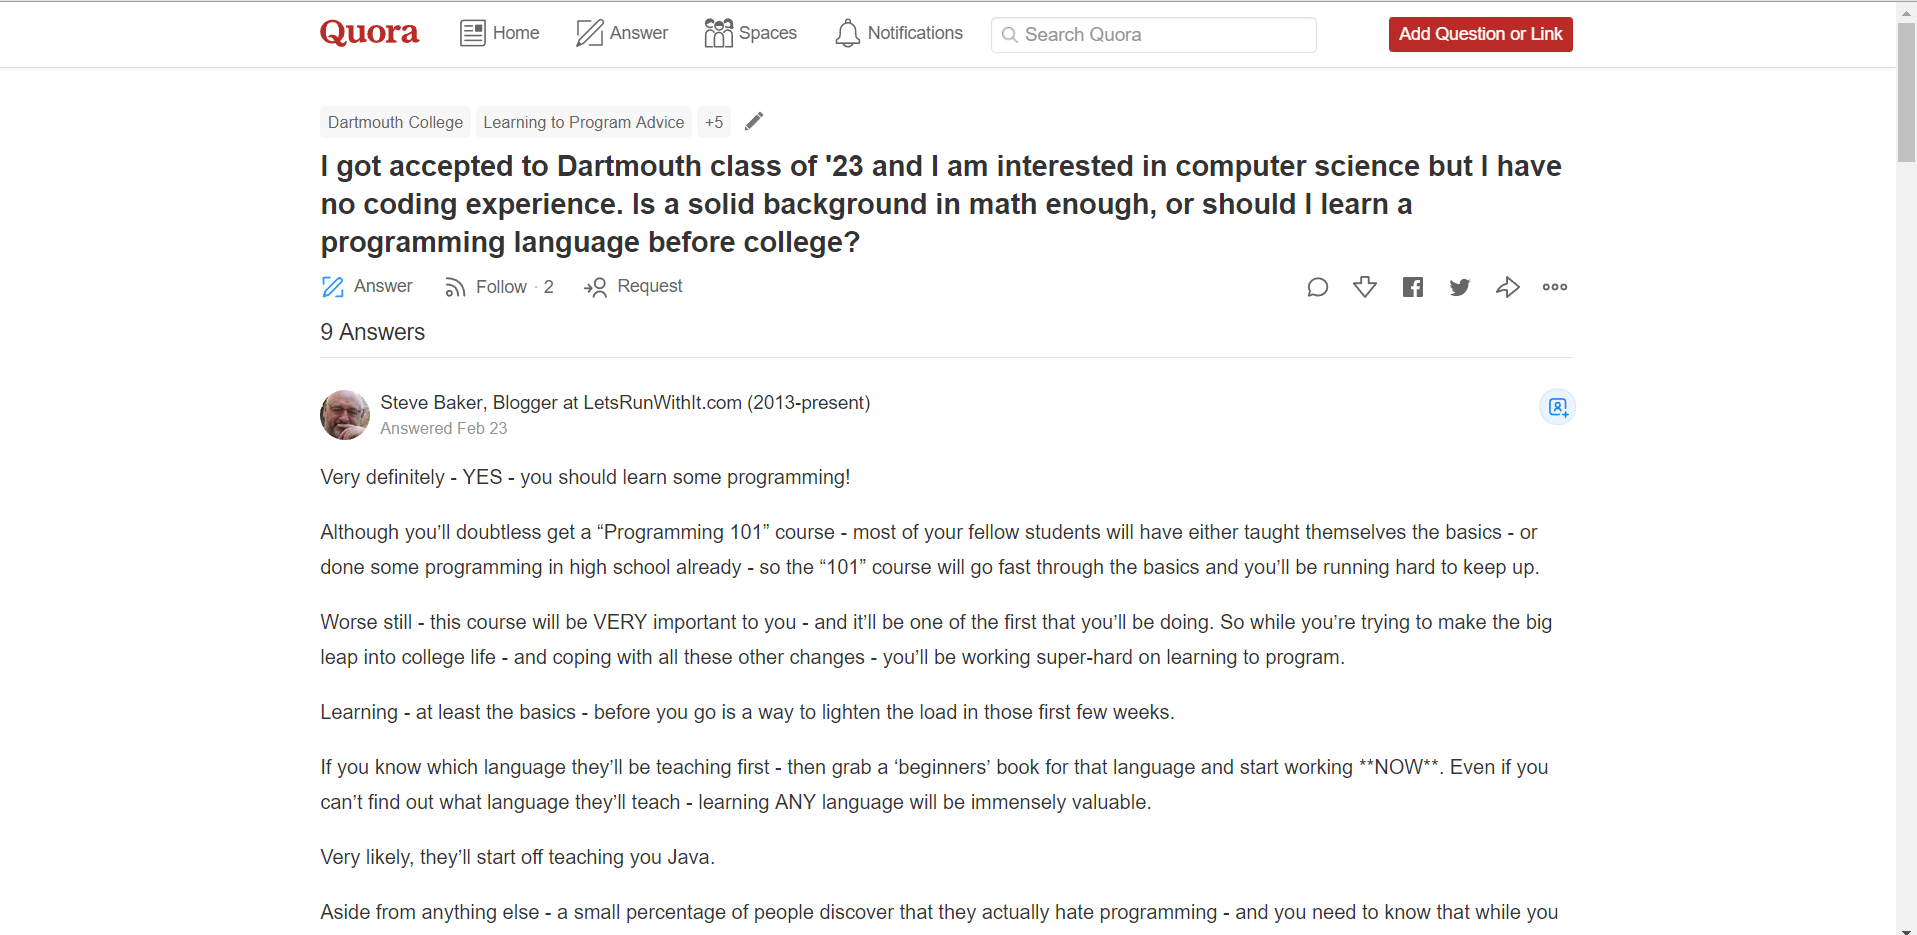 Quora Home Answer Spaces Notifications Search Quora Add Question or Link
Dartmouth College Learning to Program Advice +5
I got accepted to Dartmouth class of '23 and I am interested in computer science but I have
no coding experience. Is a solid background in math enough, or should I learn a
programming language before college?
Answer Follow · 2 Request
9 Answers
Steve Baker, Blogger at LetsRunWithIt.com (2013-present)
Answered Feb 23
Very definitely - YES - you should learn some programming!
Although you’ll doubtless get a “Programming 101” course - most of your fellow students will have either taught themselves the basics - or
done some programming in high school already - so the “101” course will go fast through the basics and you’ll be running hard to keep up.
Worse still - this course will be VERY important to you - and it’ll be one of the first that you’ll be doing. So while you’re trying to make the big
leap into college life - and coping with all these other changes - you’ll be working super-hard on learning to program.
Learning - at least the basics - before you go is a way to lighten the load in those first few weeks.
If you know which language they’ll be teaching first - then grab a ‘beginners’ book for that language and start working **NOW**. Even if you
can’t find out what language they’ll teach - learning ANY language will be immensely valuable.
Very likely, they’ll start off teaching you Java.
Aside from anything else - a small percentage of people discover that they actually hate programming - and you need to know that while you